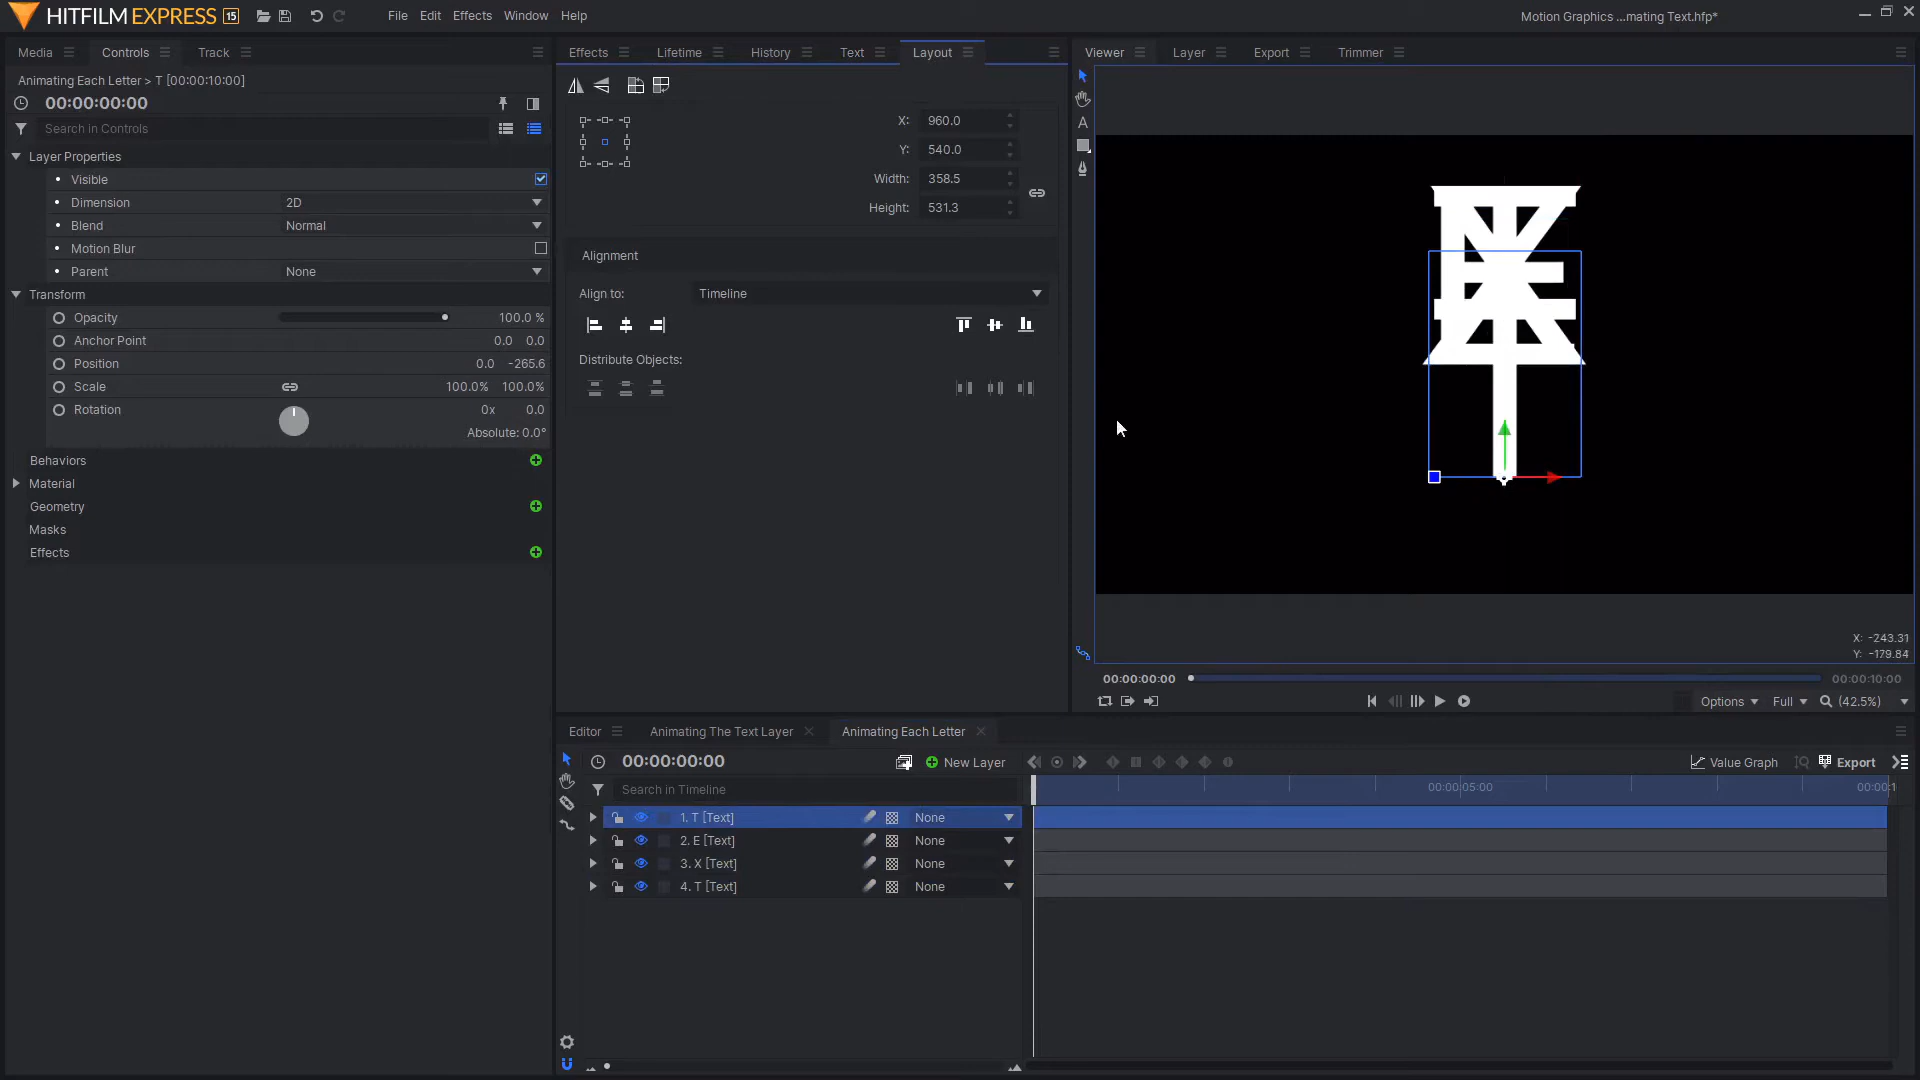 HITFILM EXPRESS 15
File Edit Effects Window Help
Motion Graphics ...mating Text.hfp*
Media Controls Track
Animating Each Letter > T [00:00:10:00]
00:00:00:00
Search in Controls
Layer Properties
Visible
Dimension 2D
Blend Normal
Motion Blur
Parent None
Transform
Opacity 100.0 %
Anchor Point 0.0 0.0
Position 0.0 -265.6
Scale 100.0% 100.0%
Rotation 0x 0.0
Absolute: 0.0°
Behaviors
Material
Geometry
Masks
Effects
Effects Lifetime History Text Layout
X: 960.0
Y: 540.0
Width: 358.5
Height: 531.3
Alignment
Align to: Timeline
Distribute Objects:
Viewer Layer Export Trimmer
A
X: -243.31
Y: -179.84
00:00:00:00 00:00:10:00
Options Full (42.5%)
Editor Animating The Text Layer Animating Each Letter
00:00:00:00 New Layer Value Graph Export
Search in Timeline 00:00:05:00 00:00:1
1. T [Text] None
2. E [Text] None
3. X [Text] None
4. T [Text] None